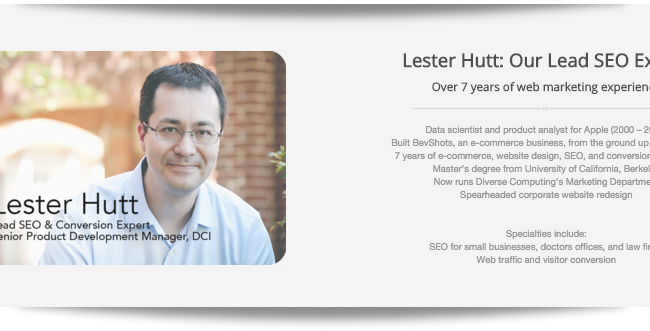 Lester Hutt
ead SEO & Conversion Expert
enior Product Development Manager, DCI
Lester Hutt: Our Lead SEO Ex
Over 7 years of web marketing experienc
Data scientist and product analyst for Apple (2000 – 20
Built BevShots, an e-commerce business, from the ground up
7 years of e-commerce, website design, SEO, and conversion
Master's degree from University of California, Berkel
Now runs Diverse Computing's Marketing Departme
Spearheaded corporate website redesign
Specialties include:
SEO for small businesses, doctors offices, and law fir
Web traffic and visitor conversion